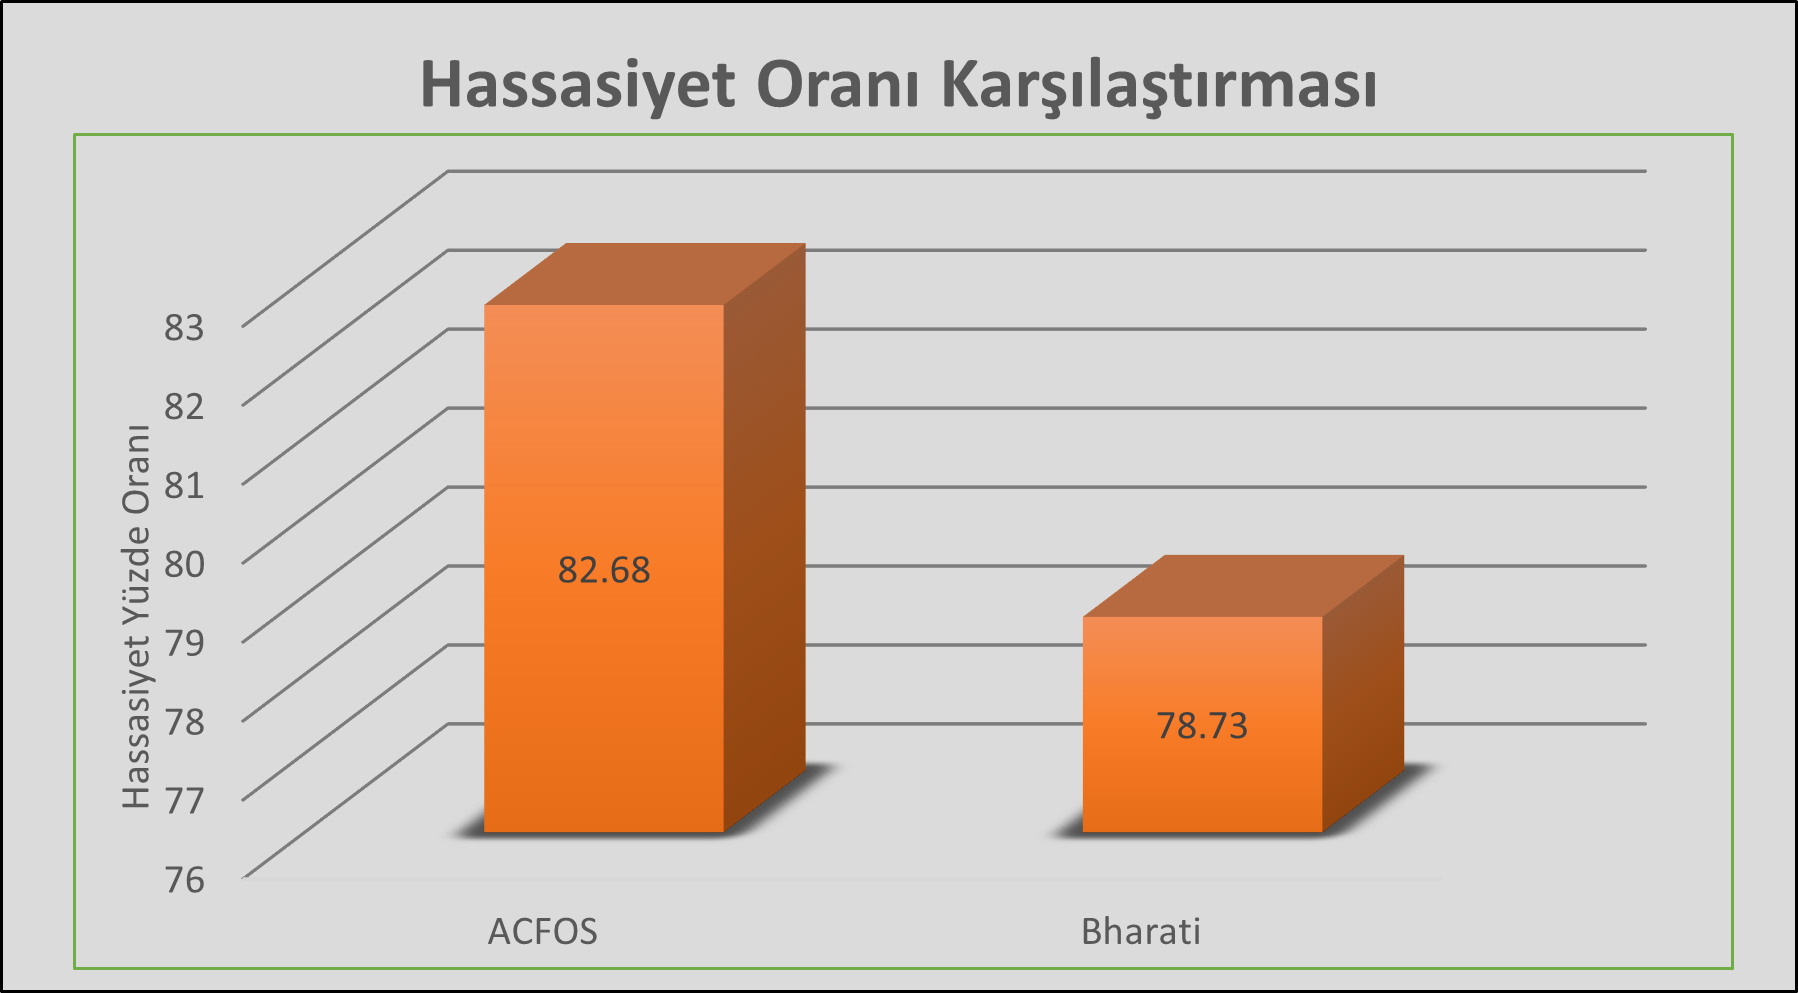 Hassasiyet Oranı Karşılaştırması
Hassasiyet Yüzde Oranı
83
82
81
80
79
78
77
76
82.68
78.73
ACFOS
Bharati